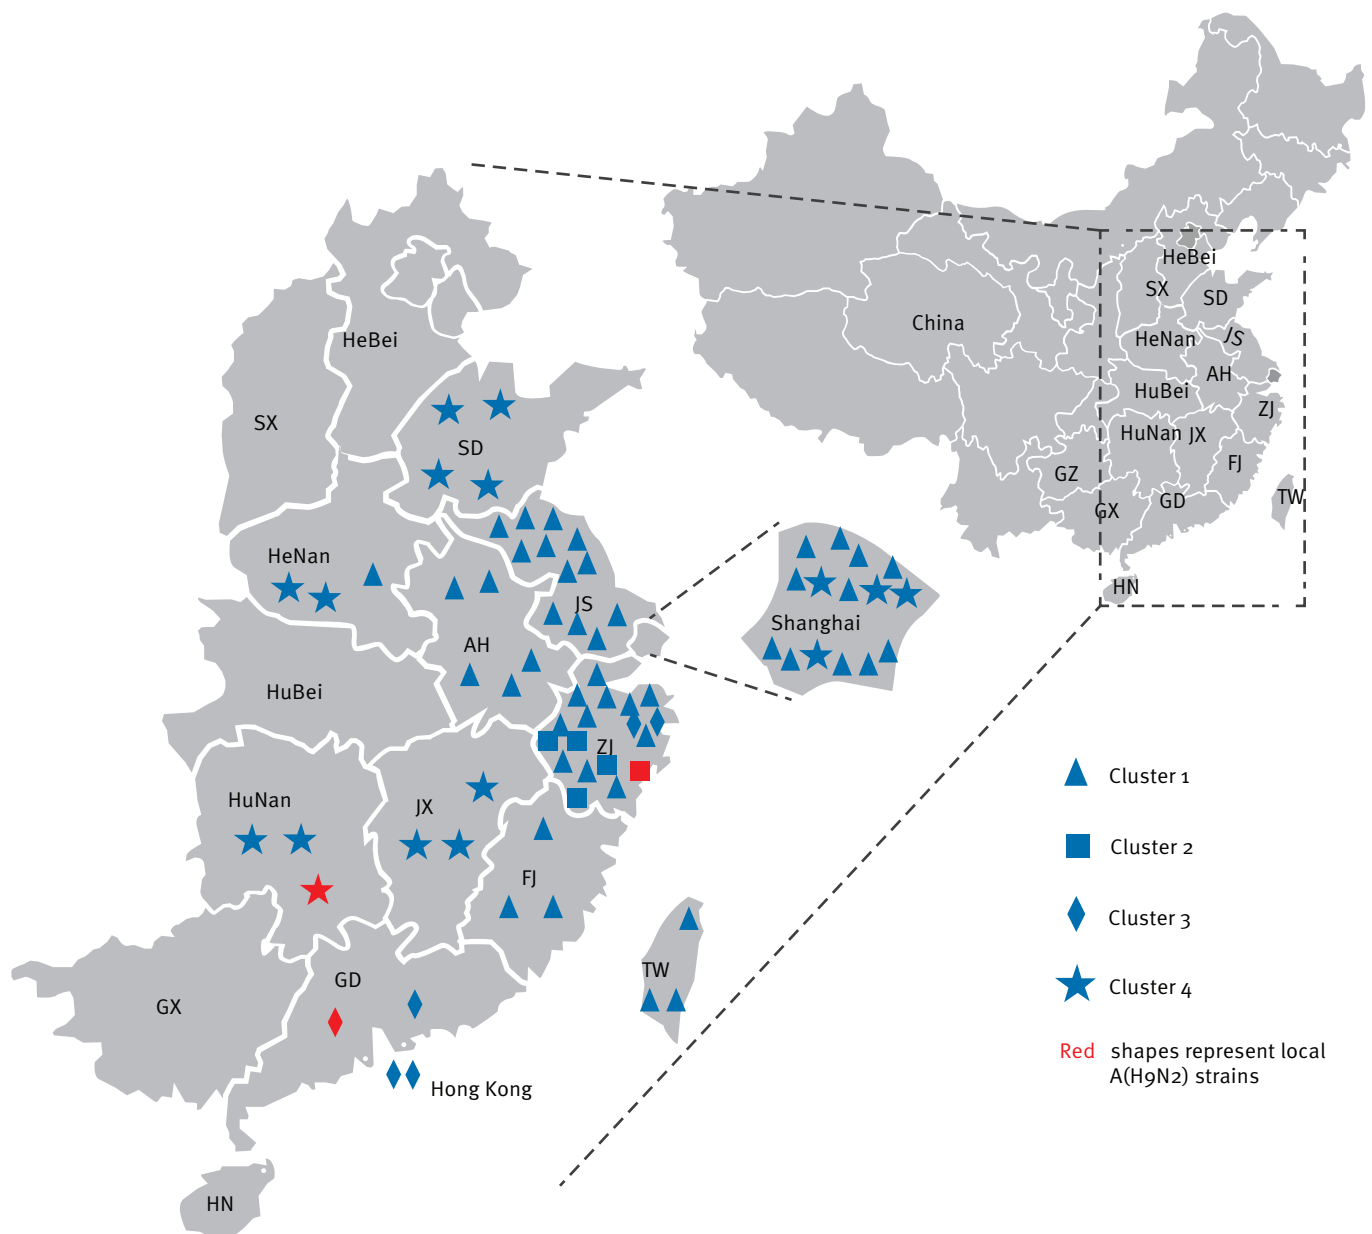 HeBei
SX
SD
HeNan
JS
AH
HuBei
ZJ
HuNan
JX
FJ
GD
GX
TW
HN
Hong Kong
Shanghai
China
HeBei
SX
SD
HeNan
JS
AH
HuBei
ZJ
HuNan
JX
FJ
GZ
GX
GD
TW
HN
Cluster 1
Cluster 2
Cluster 3
Cluster 4
Red shapes represent local
A(H9N2) strains